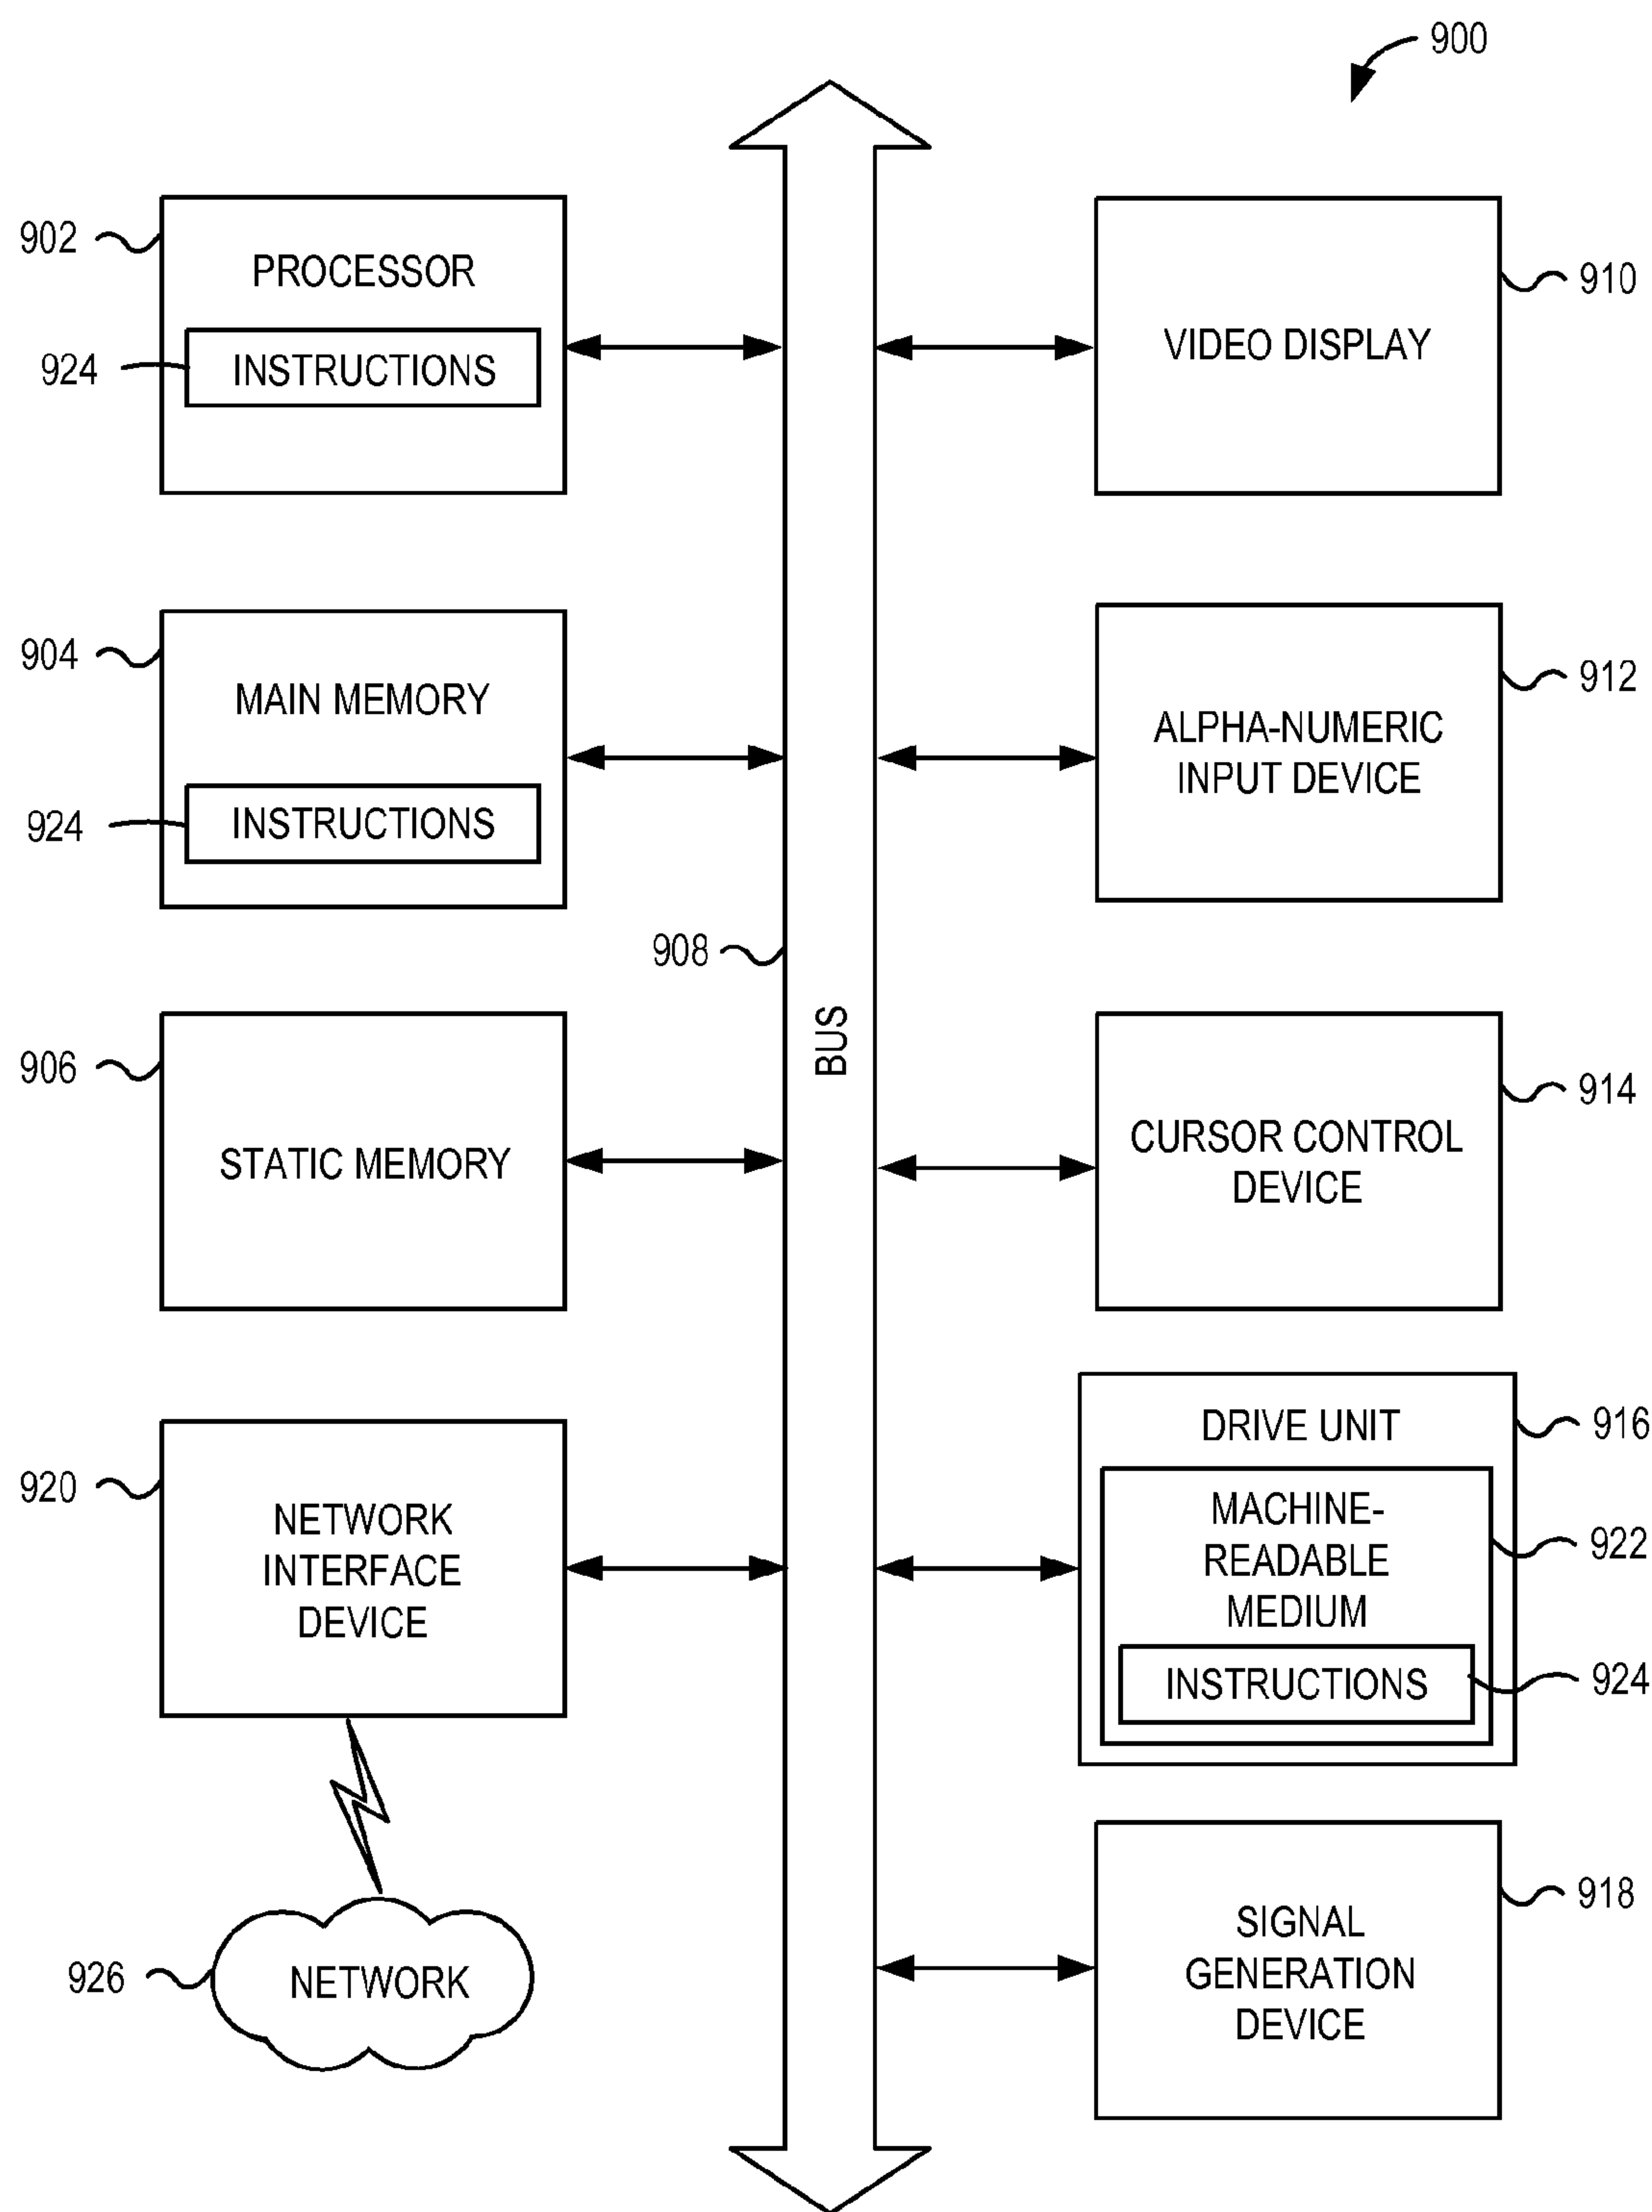 900
902
PROCESSOR
924
INSTRUCTIONS
904
MAIN MEMORY
924
INSTRUCTIONS
908
BUS
906
STATIC MEMORY
920
NETWORK
INTERFACE
DEVICE
926
NETWORK
910
VIDEO DISPLAY
912
ALPHA-NUMERIC
INPUT DEVICE
914
CURSOR CONTROL
DEVICE
916
DRIVE UNIT
922
MACHINE-
READABLE
MEDIUM
INSTRUCTIONS
924
918
SIGNAL
GENERATION
DEVICE